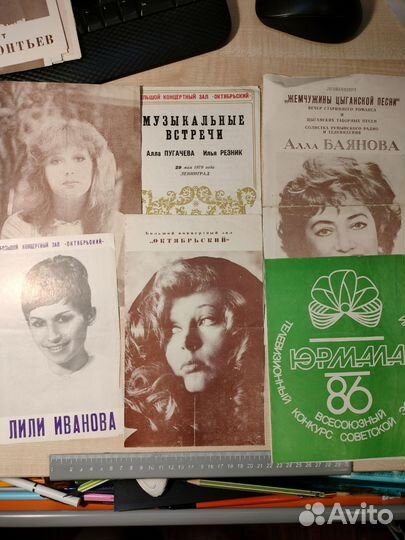 Т
ОНТЬЕВ
БОЛЬШОЙ КОНЦЕРТНЫЙ ЗАЛ «ОКТЯБРЬСКИЙ»
МУЗЫКАЛЬНЫЕ
ВСТРЕЧИ
Алла ПУГАЧЕВА Илья РЕЗНИК
29 мая 1979 года
ЛЕНИНГРАД
ЛЕНКОНЦЕРТ
"ЖЕМЧУЖИНЫ ЦЫГАНСКОЙ ПЕСНИ"
ВЕЧЕР СТАРИННОГО РОМАНСА
И
ЦЫГАНСКИХ ТАБОРНЫХ ПЕСЕН
СОЛИСТКА РУМЫНСКОГО РАДИО
И ТЕЛЕВИДЕНИЯ
АЛЛА БАЯНОВА
БОЛЬШОЙ КОНЦЕРТНЫЙ ЗАЛ «ОКТЯБРЬСКИЙ»
ЛИЛИ ИВАНОВА
Большой концертный зал
"ОКТЯБРЬСКИЙ"
ЮРМАЛА
86
ТЕЛЕВИЗИОННЫЙ
ВСЕСОЮЗНЫЙ
КОНКУРС СОВЕТСКОЙ
Avito